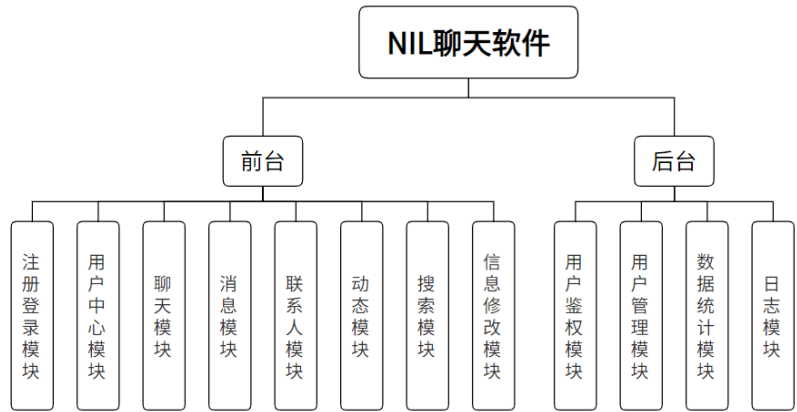 NIL聊天软件
前台
后台
注册登录模块
用户中心模块
聊天模块
消息模块
联系人模块
动态模块
搜索模块
信息修改模块
用户鉴权模块
用户管理模块
数据统计模块
日志模块